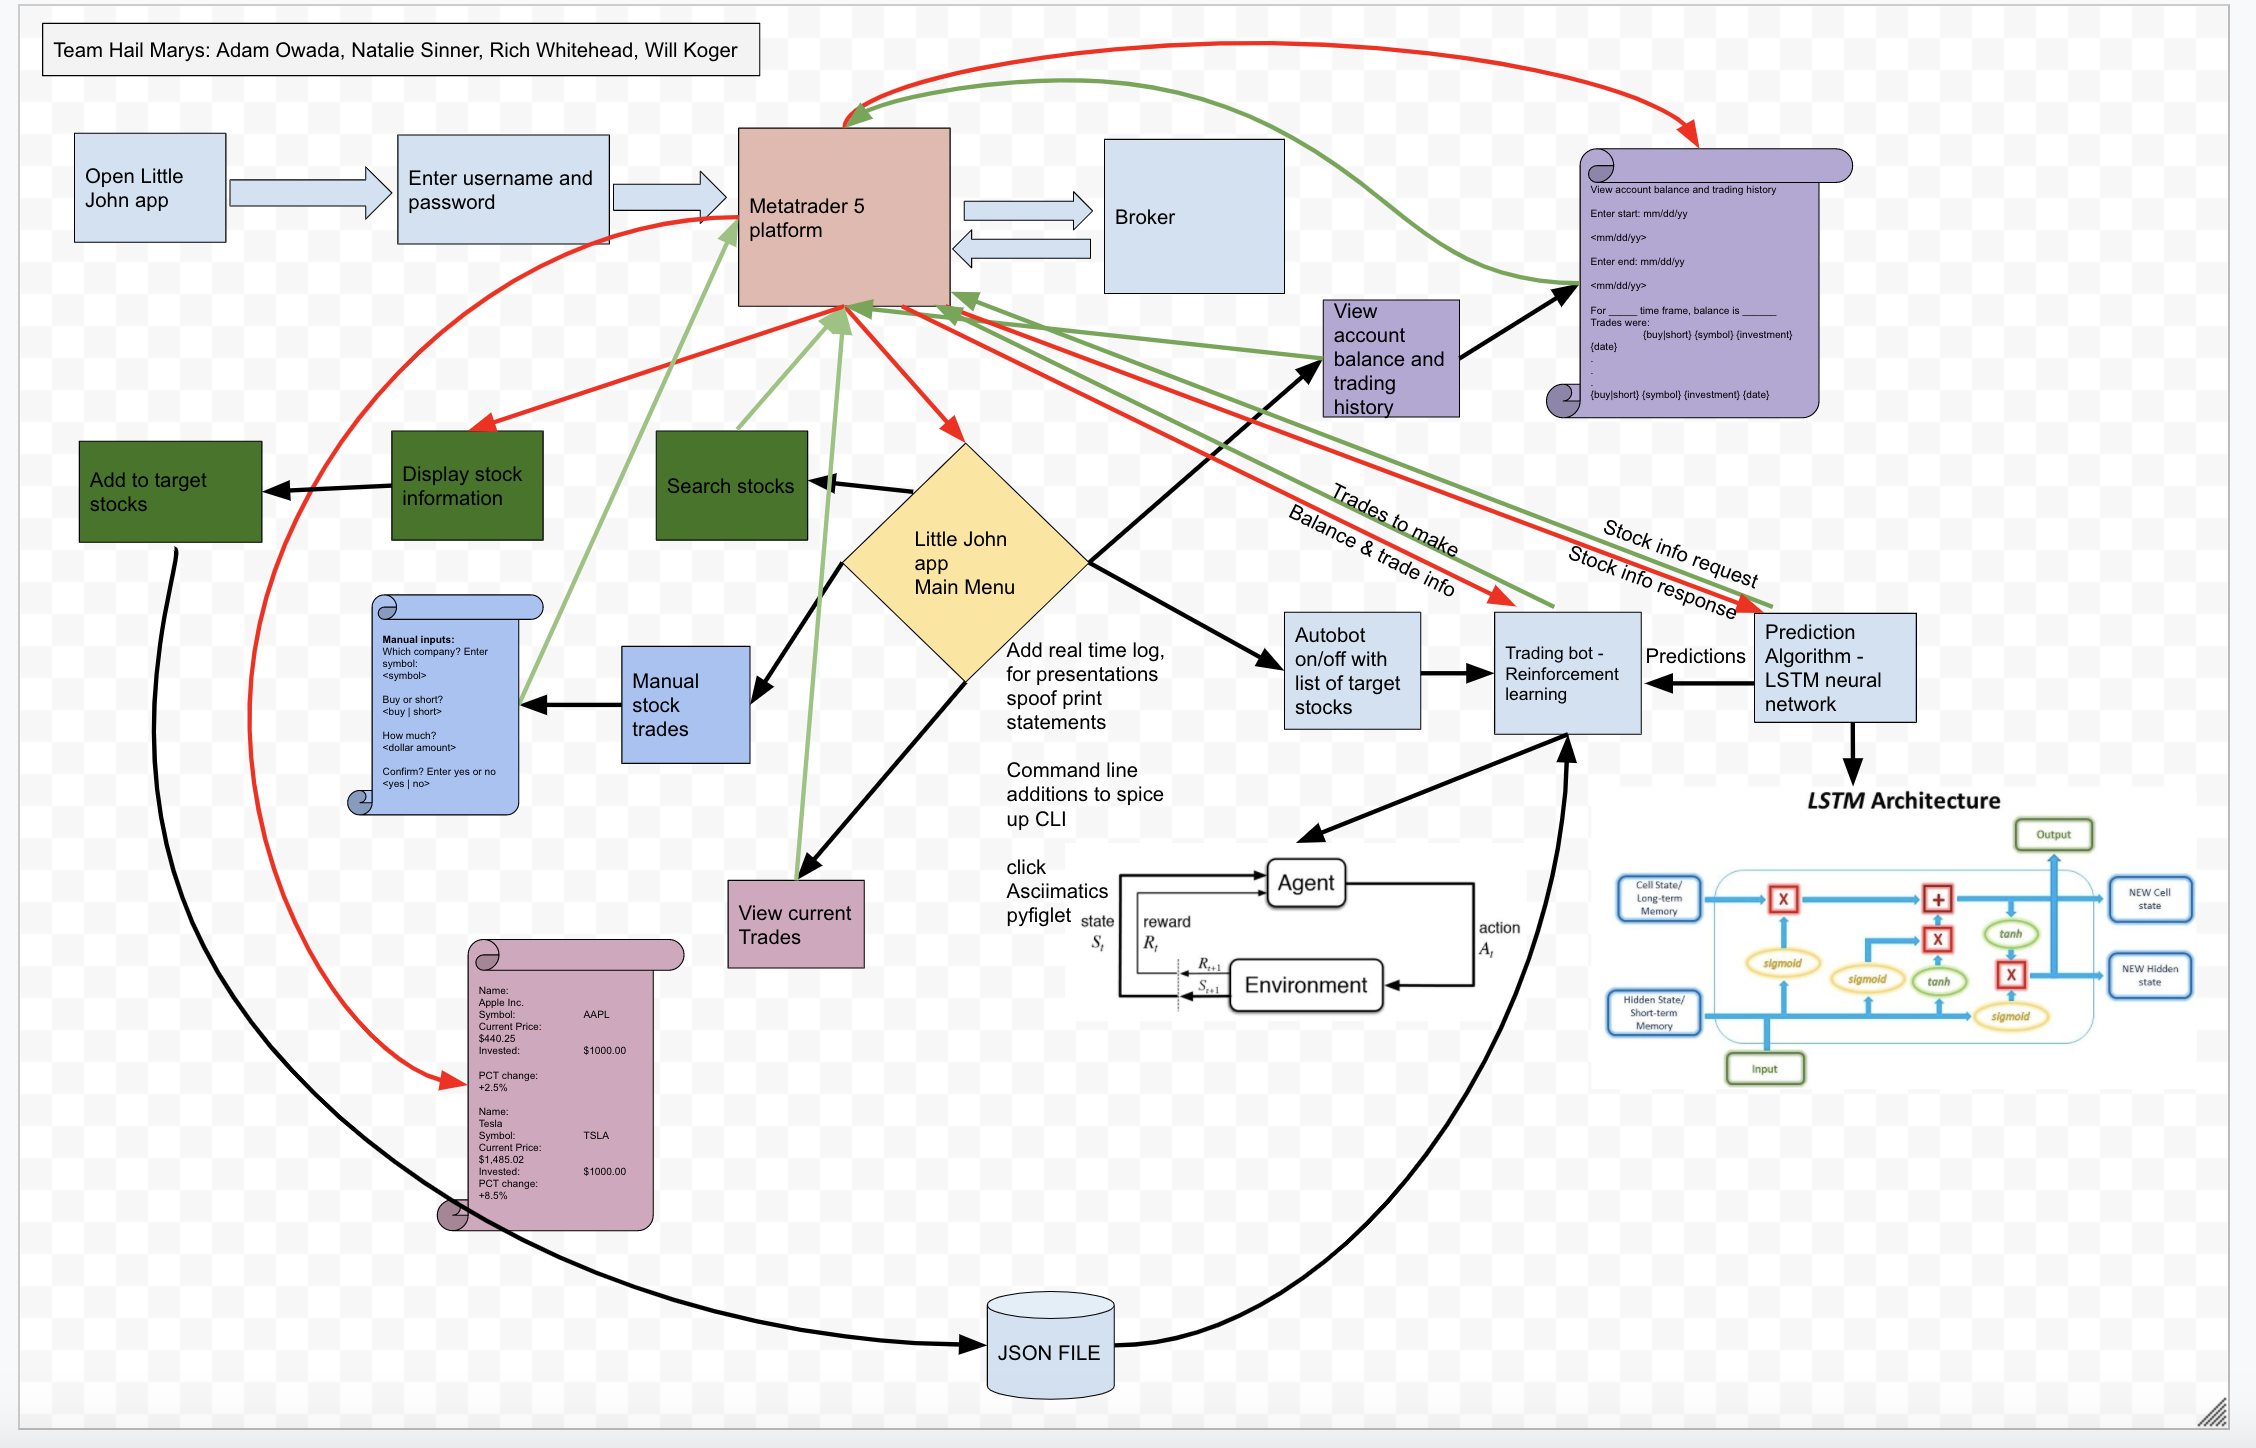 Team Hail Marys: Adam Owada, Natalie Sinner, Rich Whitehead, Will Koger
Open Little
John app
Enter username and
password
Metatrader 5
platform
Broker
View account balance and trading history
Enter start: mm/dd/yy
<mm/dd/yy>
Enter end: mm/dd/yy
<mm/dd/yy>
For _____ time frame, balance is ______
Trades were:
{buy|short} {symbol} {investment}
{date}
.
.
.
{buy|short} {symbol} {investment} {date}
View
account
balance and
trading
history
Add to target
stocks
Display stock
information
Search stocks
Little John
app
Main Menu
Trades to make
Balance & trade info
Stock info request
Stock info response
Manual inputs:
Which company? Enter
symbol:
<symbol>
Buy or short?
<buy | short>
How much?
<dollar amount>
Confirm? Enter yes or no
<yes | no>
Manual
stock
trades
Add real time log,
for presentations
spoof print
statements
Command line
additions to spice
up CLI
click
Asciimatics
pyfiglet
Autobot
on/off with
list of target
stocks
Trading bot -
Reinforcement
learning
Predictions
Prediction
Algorithm -
LSTM neural
network
View current
Trades
Name:
Apple Inc.
Symbol: AAPL
Current Price:
$440.25
Invested: $1000.00
PCT change:
+2.5%
Name:
Tesla
Symbol: TSLA
Current Price:
$1,485.02
Invested: $1000.00
PCT change:
+8.5%
Agent
state
St
reward
Rt
action
At
Rt+1
St+1
Environment
LSTM Architecture
Output
Cell State/
Long-term
Memory
X
+
NEW Cell
state
tanh
X
sigmoid
sigmoid
tanh
X
NEW Hidden
state
Hidden State/
Short-term
Memory
sigmoid
Input
JSON FILE